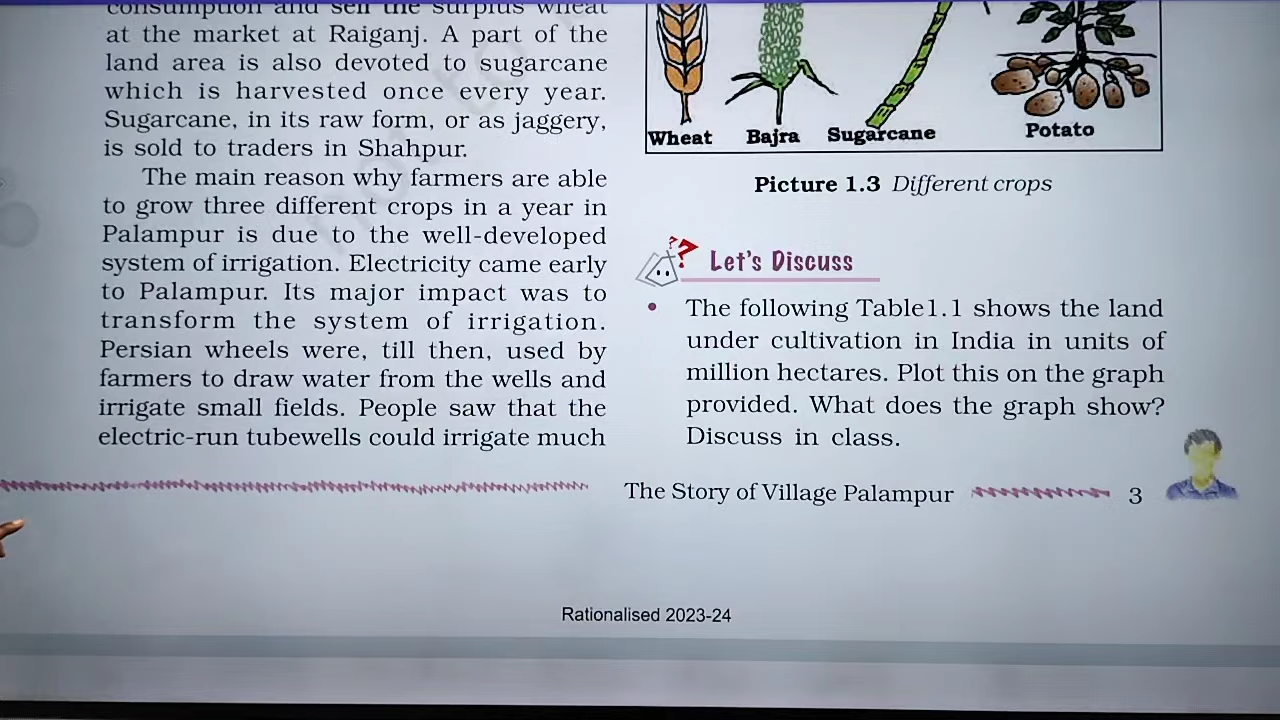 consumption and sell the surplus wheat
at the market at Raiganj. A part of the
land area is also devoted to sugarcane
which is harvested once every year.
Sugarcane, in its raw form, or as jaggery,
is sold to traders in Shahpur.
The main reason why farmers are able
to grow three different crops in a year in
Palampur is due to the well-developed
system of irrigation. Electricity came early
to Palampur. Its major impact was to
transform the system of irrigation.
Persian wheels were, till then, used by
farmers to draw water from the wells and
irrigate small fields. People saw that the
electric-run tubewells could irrigate much
Wheat Bajra Sugarcane Potato
Picture 1.3 Different crops
Let's Discuss
• The following Table1.1 shows the land
under cultivation in India in units of
million hectares. Plot this on the graph
provided. What does the graph show?
Discuss in class.
The Story of Village Palampur 3
Rationalised 2023-24